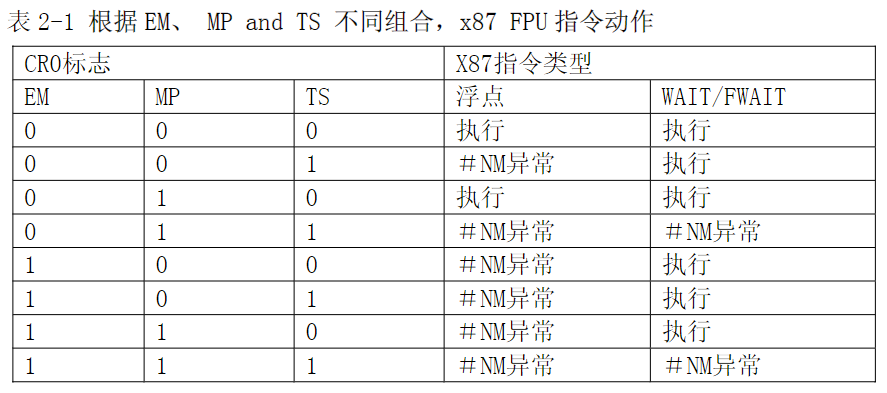 表 2-1 根据 EM、 MP and TS 不同组合，x87 FPU 指令动作
CR0标志 X87指令类型
EM MP TS 浮点 WAIT/FWAIT
0 0 0 执行 执行
0 0 1 ＃NM异常 执行
0 1 0 执行 执行
0 1 1 ＃NM异常 ＃NM异常
1 0 0 ＃NM异常 执行
1 0 1 ＃NM异常 执行
1 1 0 ＃NM异常 执行
1 1 1 ＃NM异常 ＃NM异常